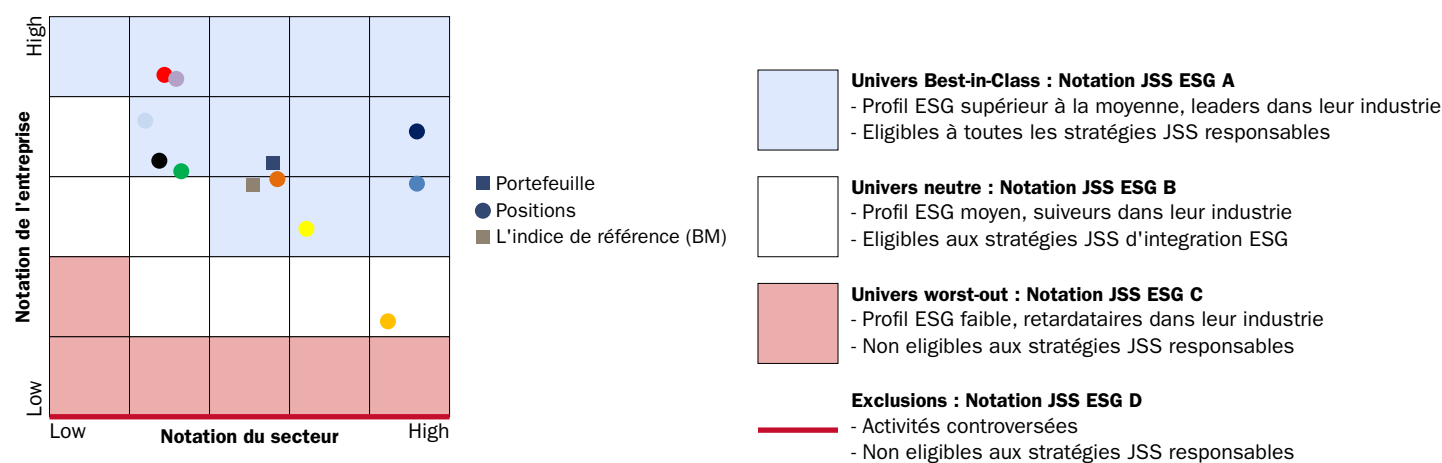 High
Notation de l'entreprise
Low
Low
Notation du secteur
High
Portefeuille
Positions
L'indice de référence (BM)
Univers Best-in-Class : Notation JSS ESG A
- Profil ESG supérieur à la moyenne, leaders dans leur industrie
- Eligibles à toutes les stratégies JSS responsables
Univers neutre : Notation JSS ESG B
- Profil ESG moyen, suiveurs dans leur industrie
- Eligibles aux stratégies JSS d'integration ESG
Univers worst-out : Notation JSS ESG C
- Profil ESG faible, retardataires dans leur industrie
- Non eligibles aux stratégies JSS responsables
Exclusions : Notation JSS ESG D
- Activités controversées
- Non eligibles aux stratégies JSS responsables